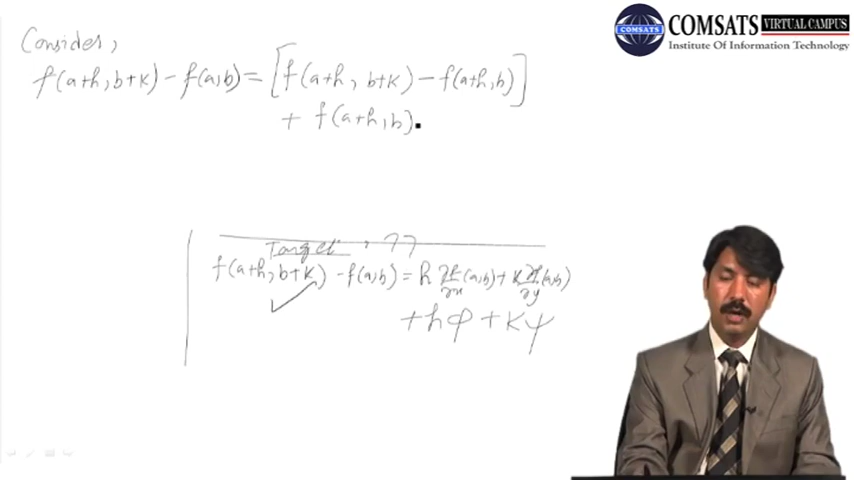 COMSATS VIRTUAL CAMPUS
Institute Of Information Technology
COMSATS
Consider,
f(a+h, b+k) - f(a,b) = [f(a+h, b+k) - f(a+h,b)]
+ f(a+h,b)
Target, ??
f(a+h, b+k) - f(a,b) = h ∂f/∂x (a,b) + k ∂f/∂y (a,b)
+ hφ + kψ